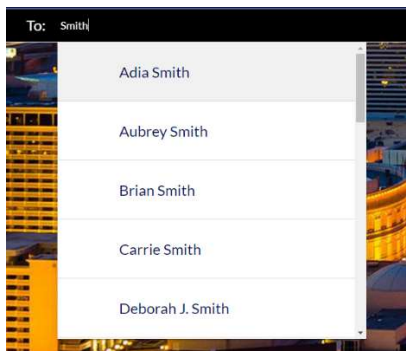 To: Smith
Adia Smith
Aubrey Smith
Brian Smith
Carrie Smith
Deborah J. Smith